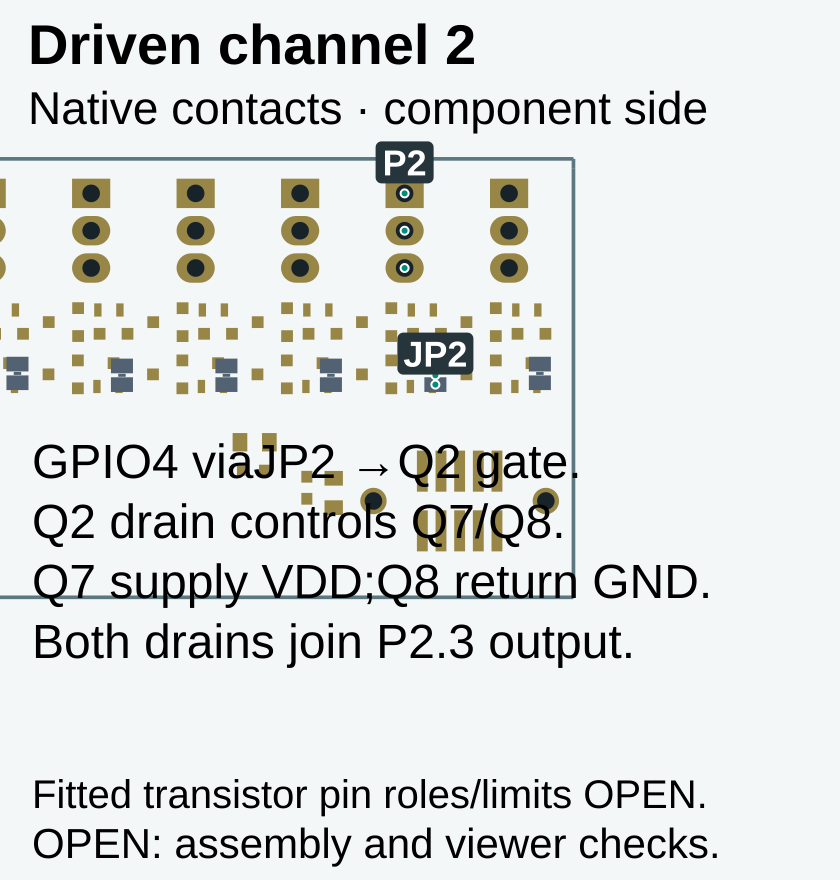 Driven channel 2
Native contacts · component side
P2
JP2
GPIO4 viaJP2 →Q2 gate.
Q2 drain controls Q7/Q8.
Q7 supply VDD;Q8 return GND.
Both drains join P2.3 output.
Fitted transistor pin roles/limits OPEN.
OPEN: assembly and viewer checks.